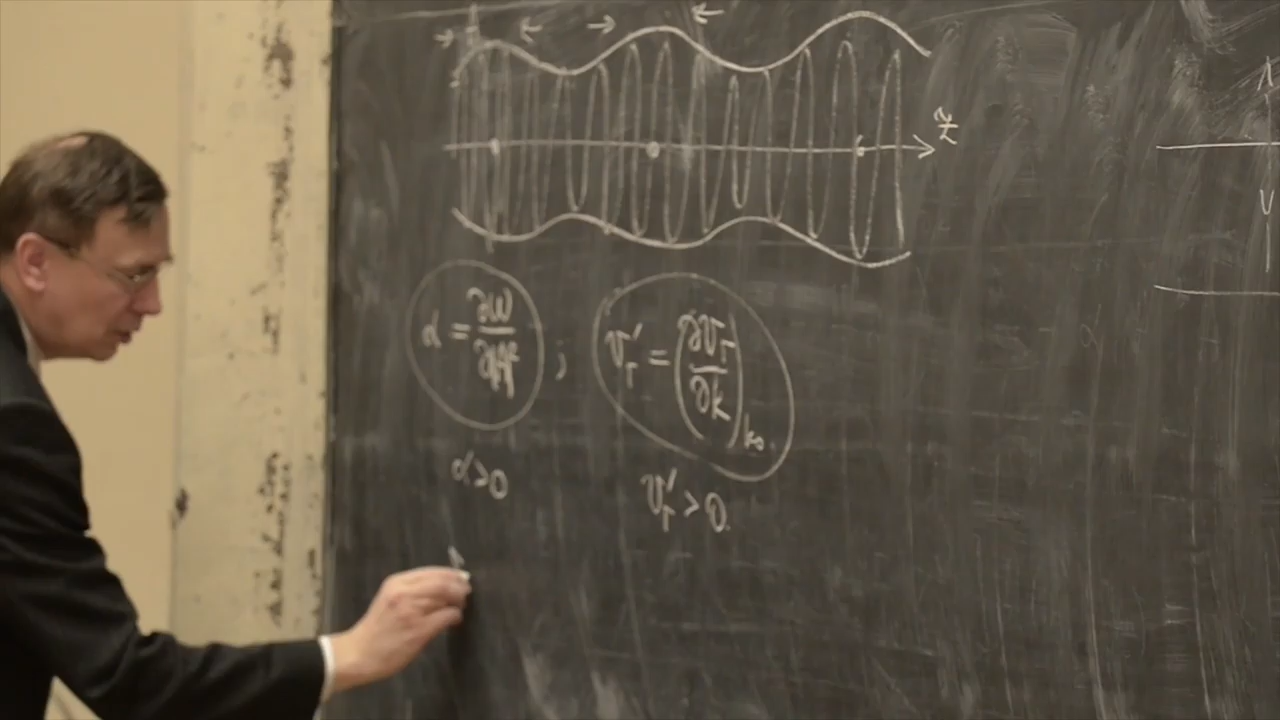 z
α = ∂ω/∂|φ|² ; v'г = (∂vг/∂k)k₀.
α>0 v'г > 0.